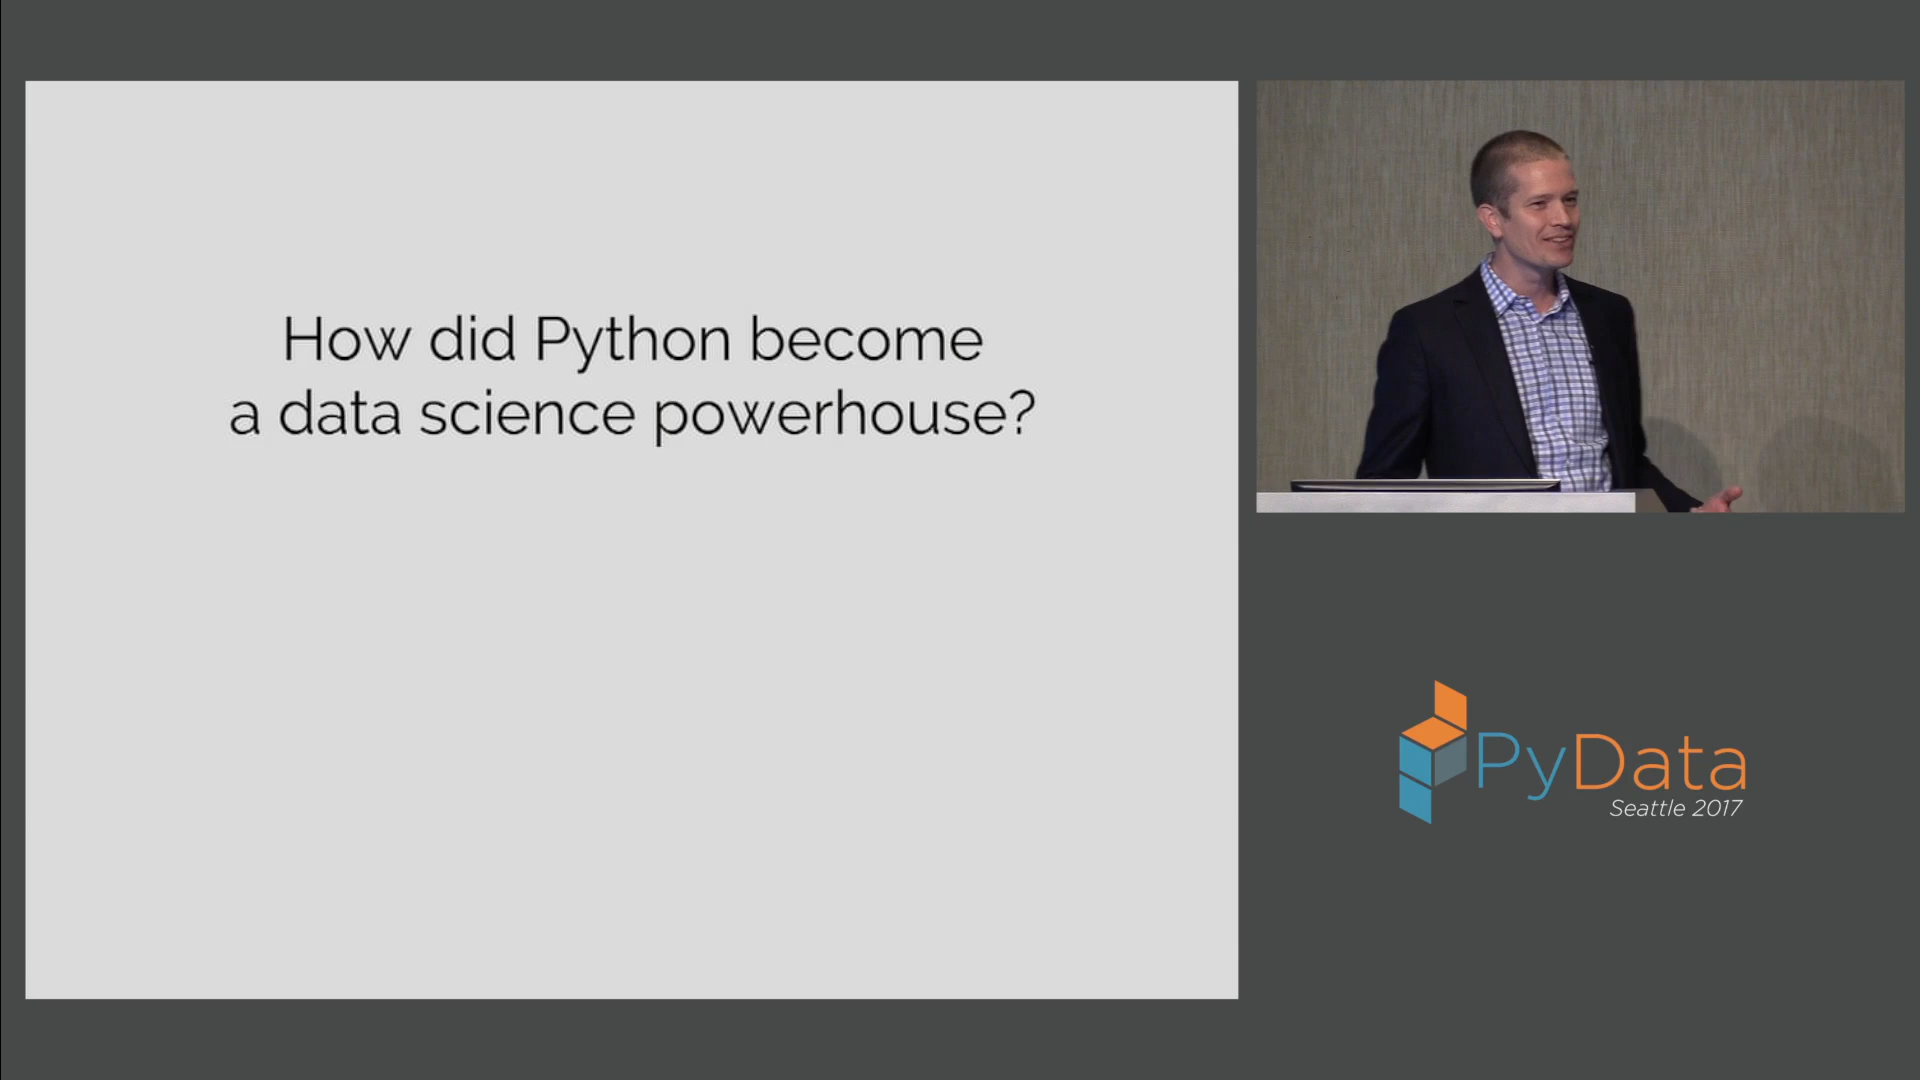 How did Python become
a data science powerhouse?
PyData
Seattle 2017